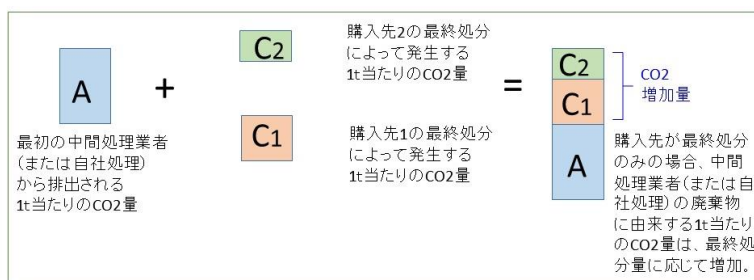 A
+
C2
C1
=
C2
C1
A
最初の中間処理業者
(または自社処理)
から排出される
1t当たりのCO2量
購入先2の最終処分
によって発生する
1t当たりのCO2量
購入先1の最終処分
によって発生する
1t当たりのCO2量
CO2
増加量
購入先が最終処分
のみの場合、中間
処理業者(または自
社処理)の廃棄物
に由来する1t当たり
のCO2量は、最終処
分量に応じて増加。